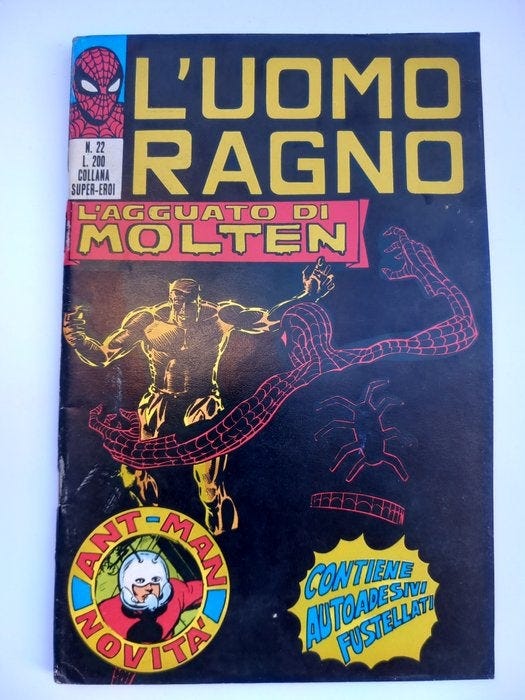 L'UOMO
RAGNO
N. 22
L. 200
COLLANA
SUPER-EROI
L'AGGUATO DI
MOLTEN
ANT-MAN
NOVITA'
CONTIENE
AUTOADESIVI
FUSTELLATI